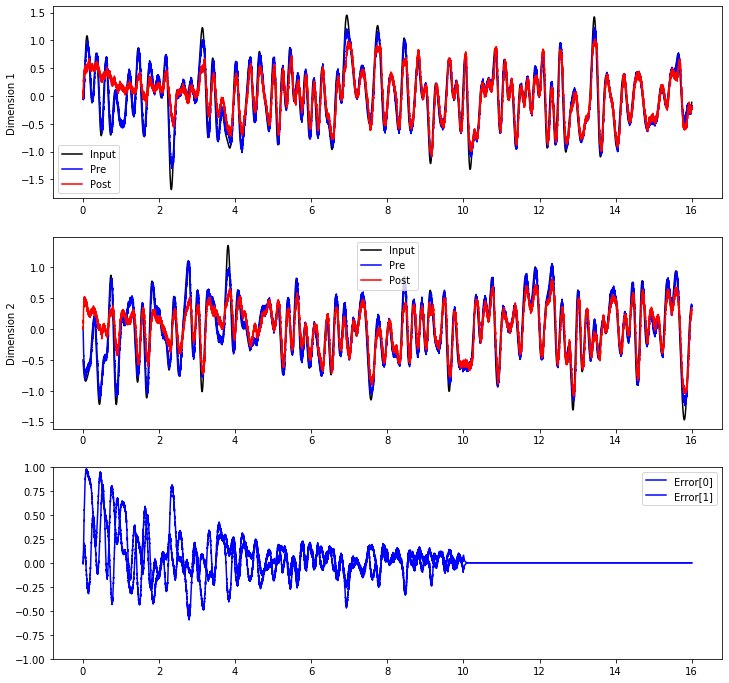 1.5
1.0
0.5
0.0
−0.5
−1.0
−1.5
Dimension 1
Input
Pre
Post
0 2 4 6 8 10 12 14 16
1.0
0.5
0.0
−0.5
−1.0
−1.5
Dimension 2
Input
Pre
Post
0 2 4 6 8 10 12 14 16
1.00
0.75
0.50
0.25
0.00
−0.25
−0.50
−0.75
−1.00
Error[0]
Error[1]
0 2 4 6 8 10 12 14 16